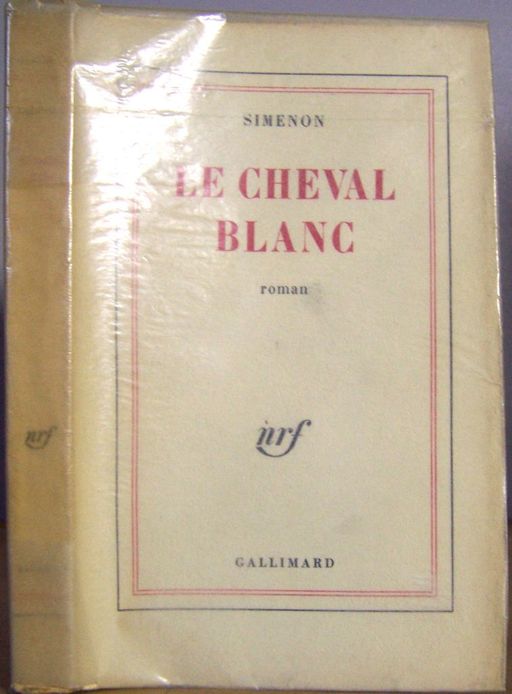 SIMENON
LE CHEVAL
BLANC
roman
nrf
GALLIMARD
nrf